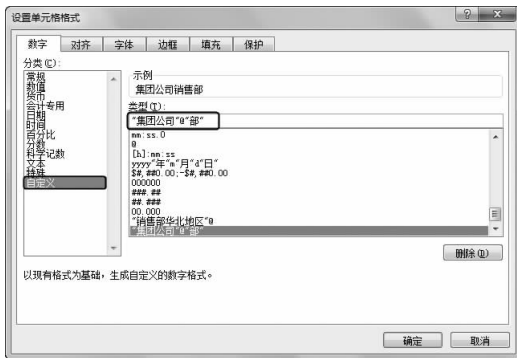 设置单元格格式
数字 对齐 字体 边框 填充 保护
分类(C):
常规
数值
货币
会计专用
日期
时间
百分比
分数
科学记数
文本
特殊
自定义
示例
集团公司销售部
类型(T):
"集团公司"@"部"
mm:ss.0
@
[h]:mm:ss
yyyy"年"m"月"d"日"
$#,##0.00;-$#,##0.00
000000
###.##
##.###
00.000
"销售部华北地区"@
"集团公司"@"部"
删除(D)
以现有格式为基础，生成自定义的数字格式。
确定 取消